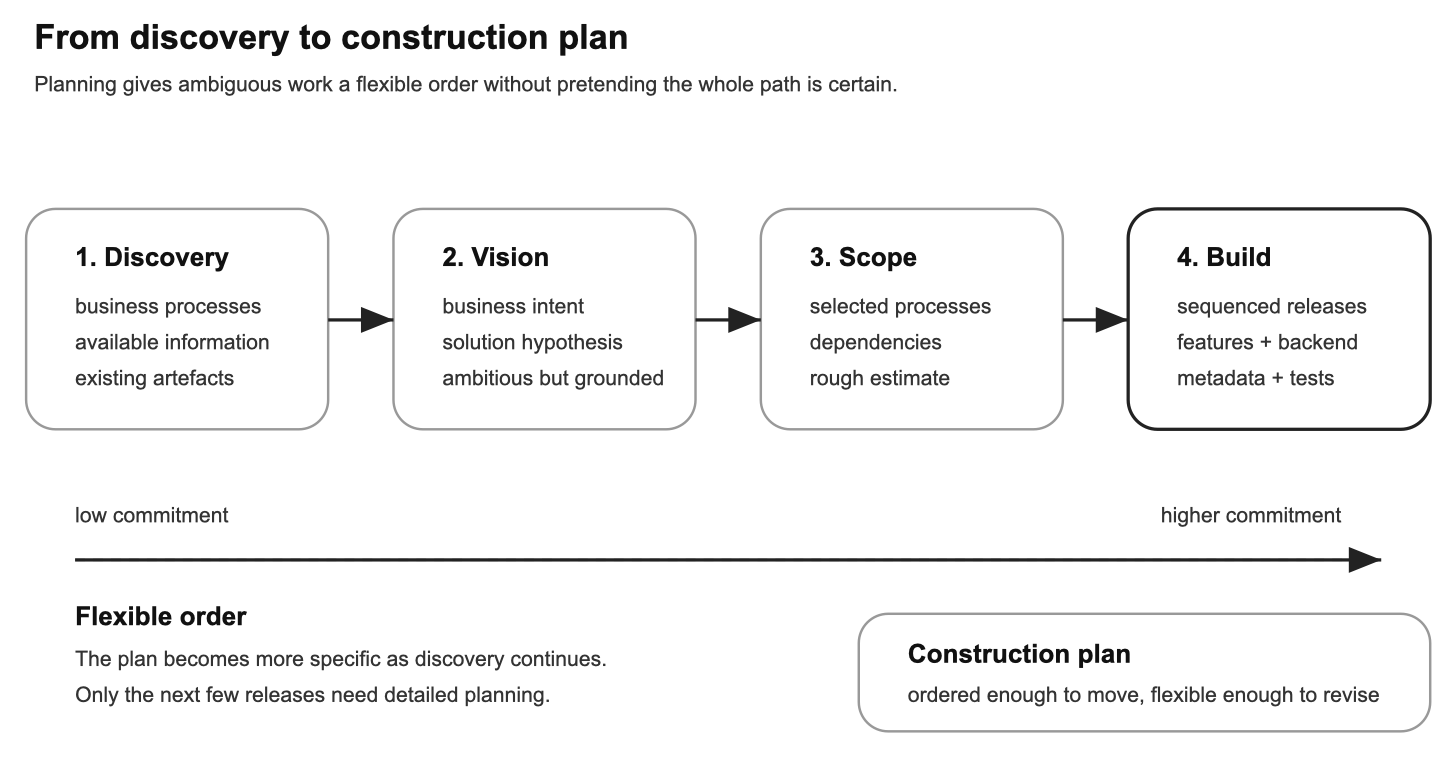 From discovery to construction plan
Planning gives ambiguous work a flexible order without pretending the whole path is certain.
1. Discovery
business processes
available information
existing artefacts
2. Vision
business intent
solution hypothesis
ambitious but grounded
3. Scope
selected processes
dependencies
rough estimate
4. Build
sequenced releases
features + backend
metadata + tests
low commitment
higher commitment
Flexible order
The plan becomes more specific as discovery continues.
Only the next few releases need detailed planning.
Construction plan
ordered enough to move, flexible enough to revise